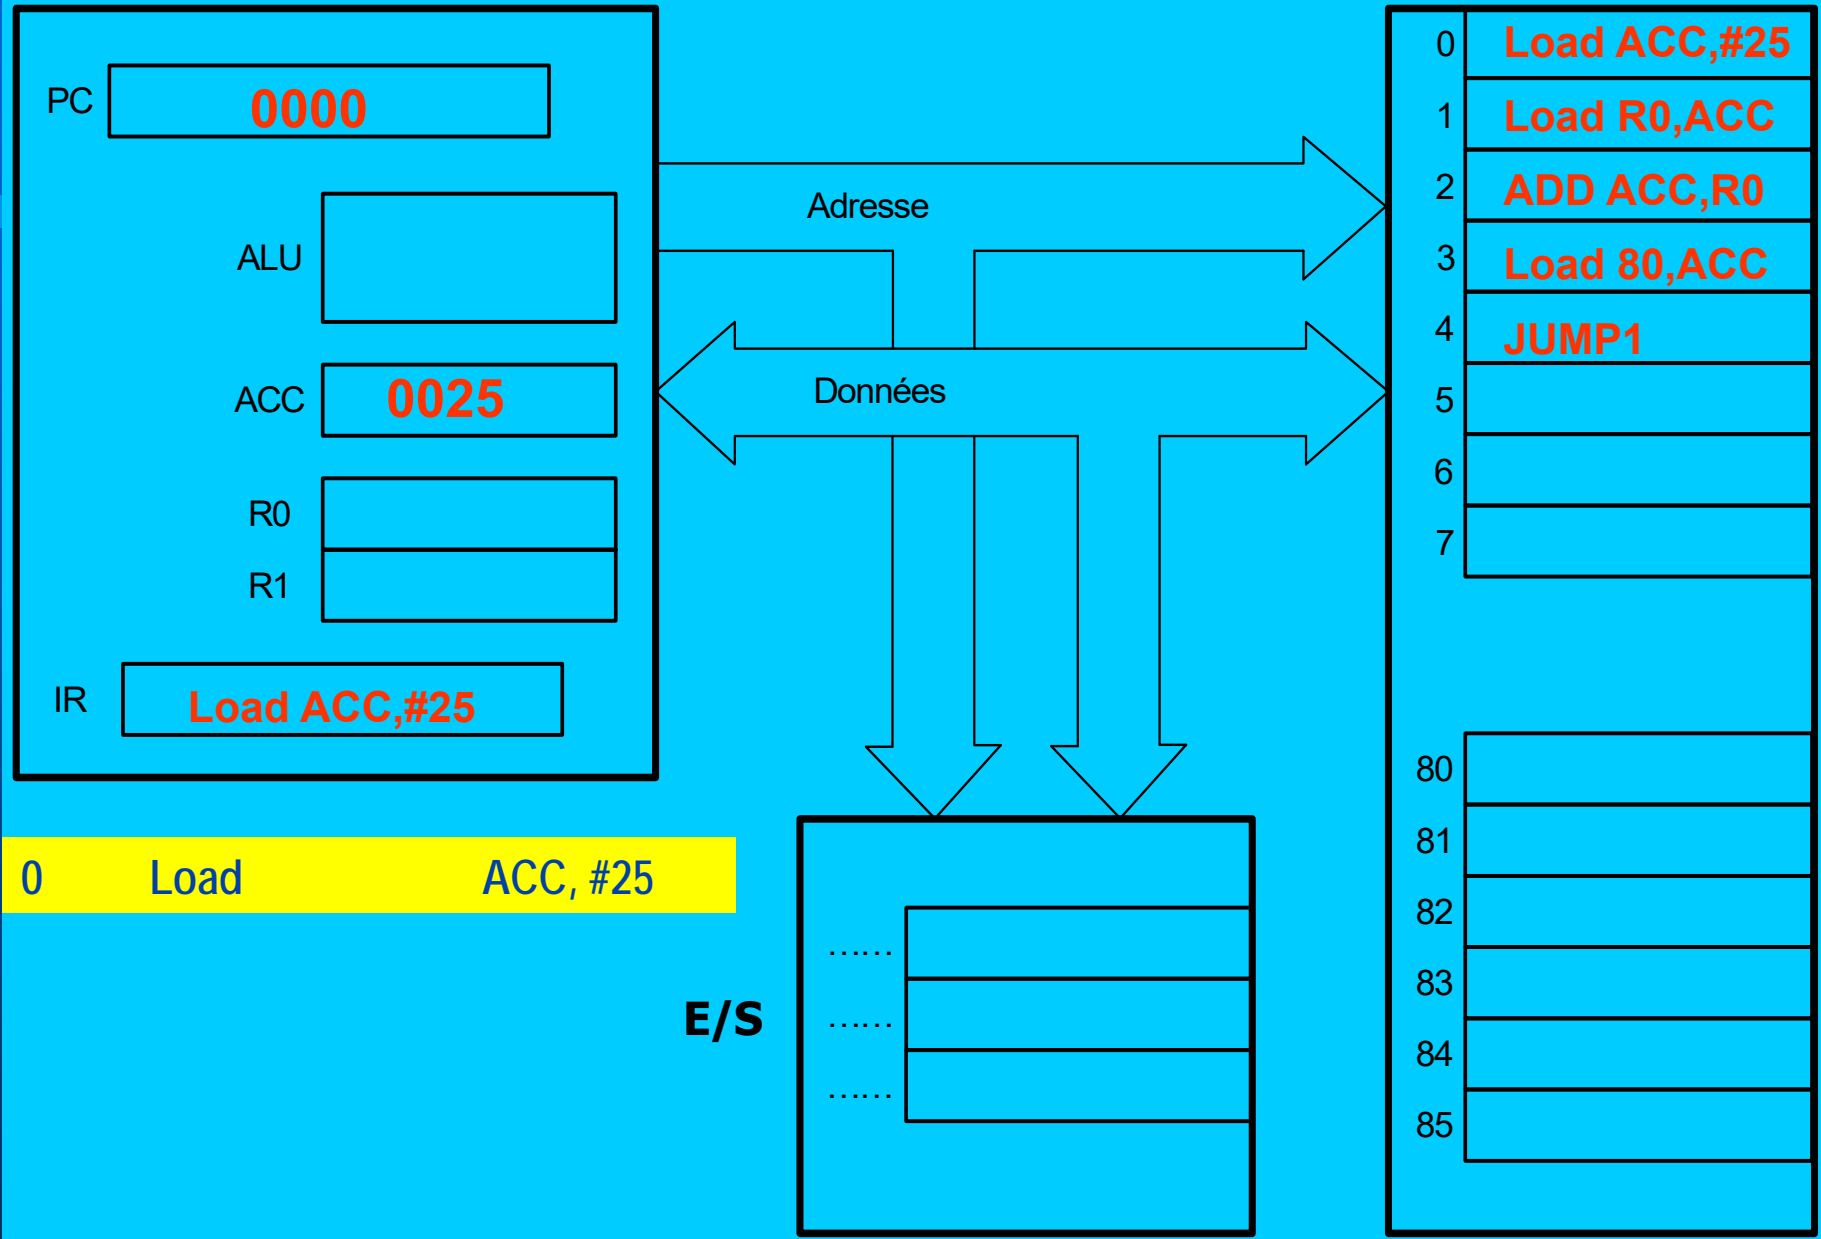 PC 0000
ALU
ACC 0025
R0
R1
IR Load ACC,#25
0 Load ACC, #25
Adresse
Données
E/S
......
......
......
0 Load ACC,#25
1 Load R0,ACC
2 ADD ACC,R0
3 Load 80,ACC
4 JUMP1
5
6
7
80
81
82
83
84
85